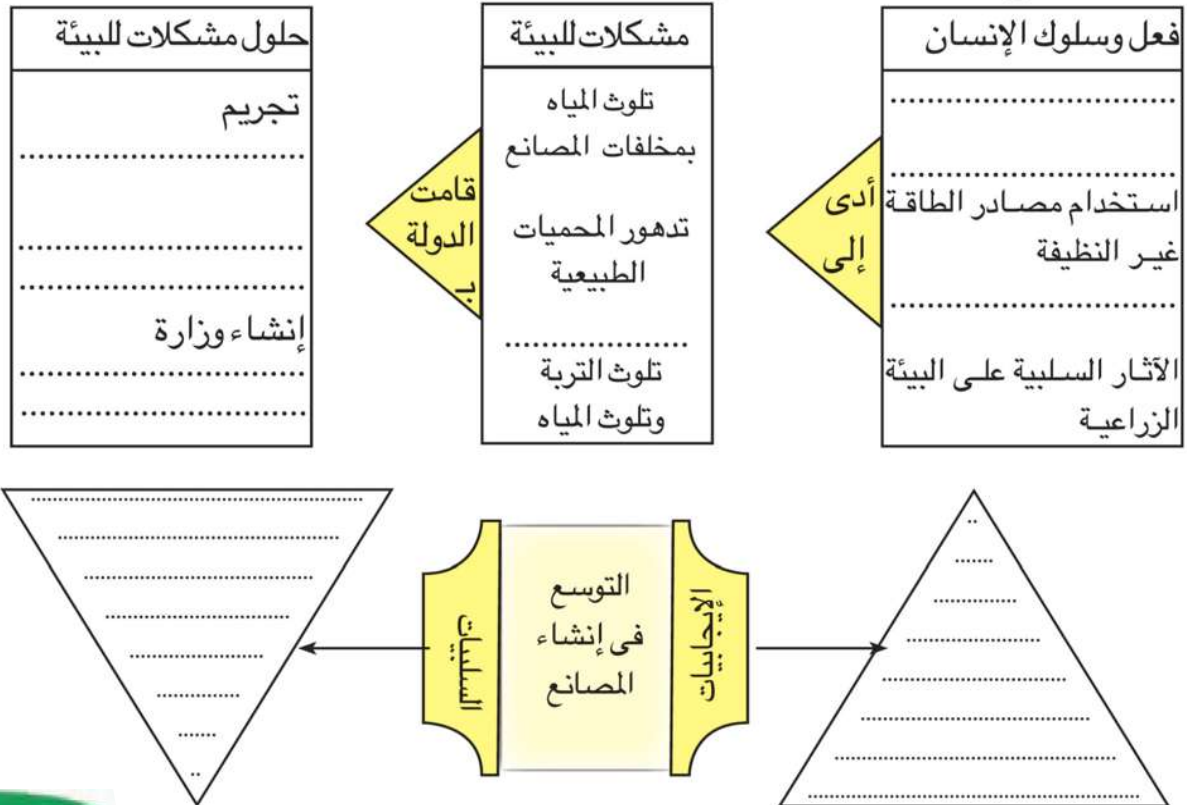 فعل وسلوك الإنسان
..............................
..............................
استخدام مصادر الطاقة
غير النظيفة
..............................
الآثار السلبية على البيئة
الزراعية
أدى
إلى
مشكلات للبيئة
تلوث المياه
بمخلفات المصانع
تدهور المحميات
الطبيعية
...................
تلوث التربة
وتلوث المياه
قامت
الدولة
بـ
حلول مشكلات للبيئة
تجريم
..............................
..............................
..............................
إنشاء وزارة
..............................
..............................
الإيجابيات
التوسع
فى إنشاء
المصانع
السلبيات